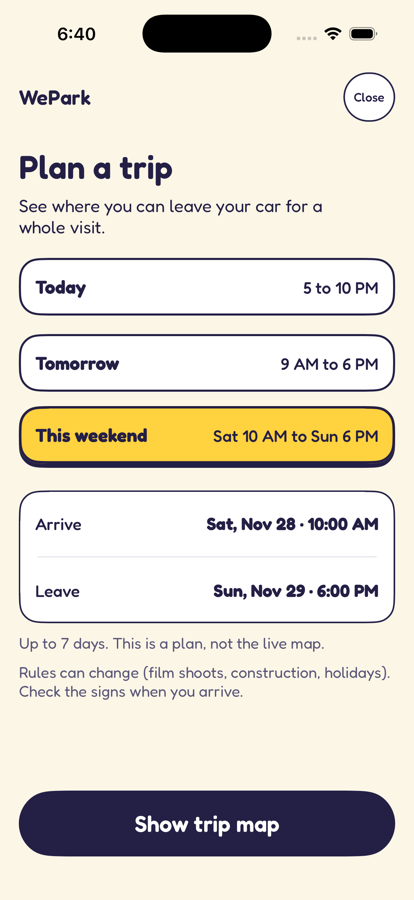 6:40
WePark
Close
Plan a trip
See where you can leave your car for a
whole visit.
Today 5 to 10 PM
Tomorrow 9 AM to 6 PM
This weekend Sat 10 AM to Sun 6 PM
Arrive Sat, Nov 28 · 10:00 AM
Leave Sun, Nov 29 · 6:00 PM
Up to 7 days. This is a plan, not the live map.
Rules can change (film shoots, construction, holidays).
Check the signs when you arrive.
Show trip map